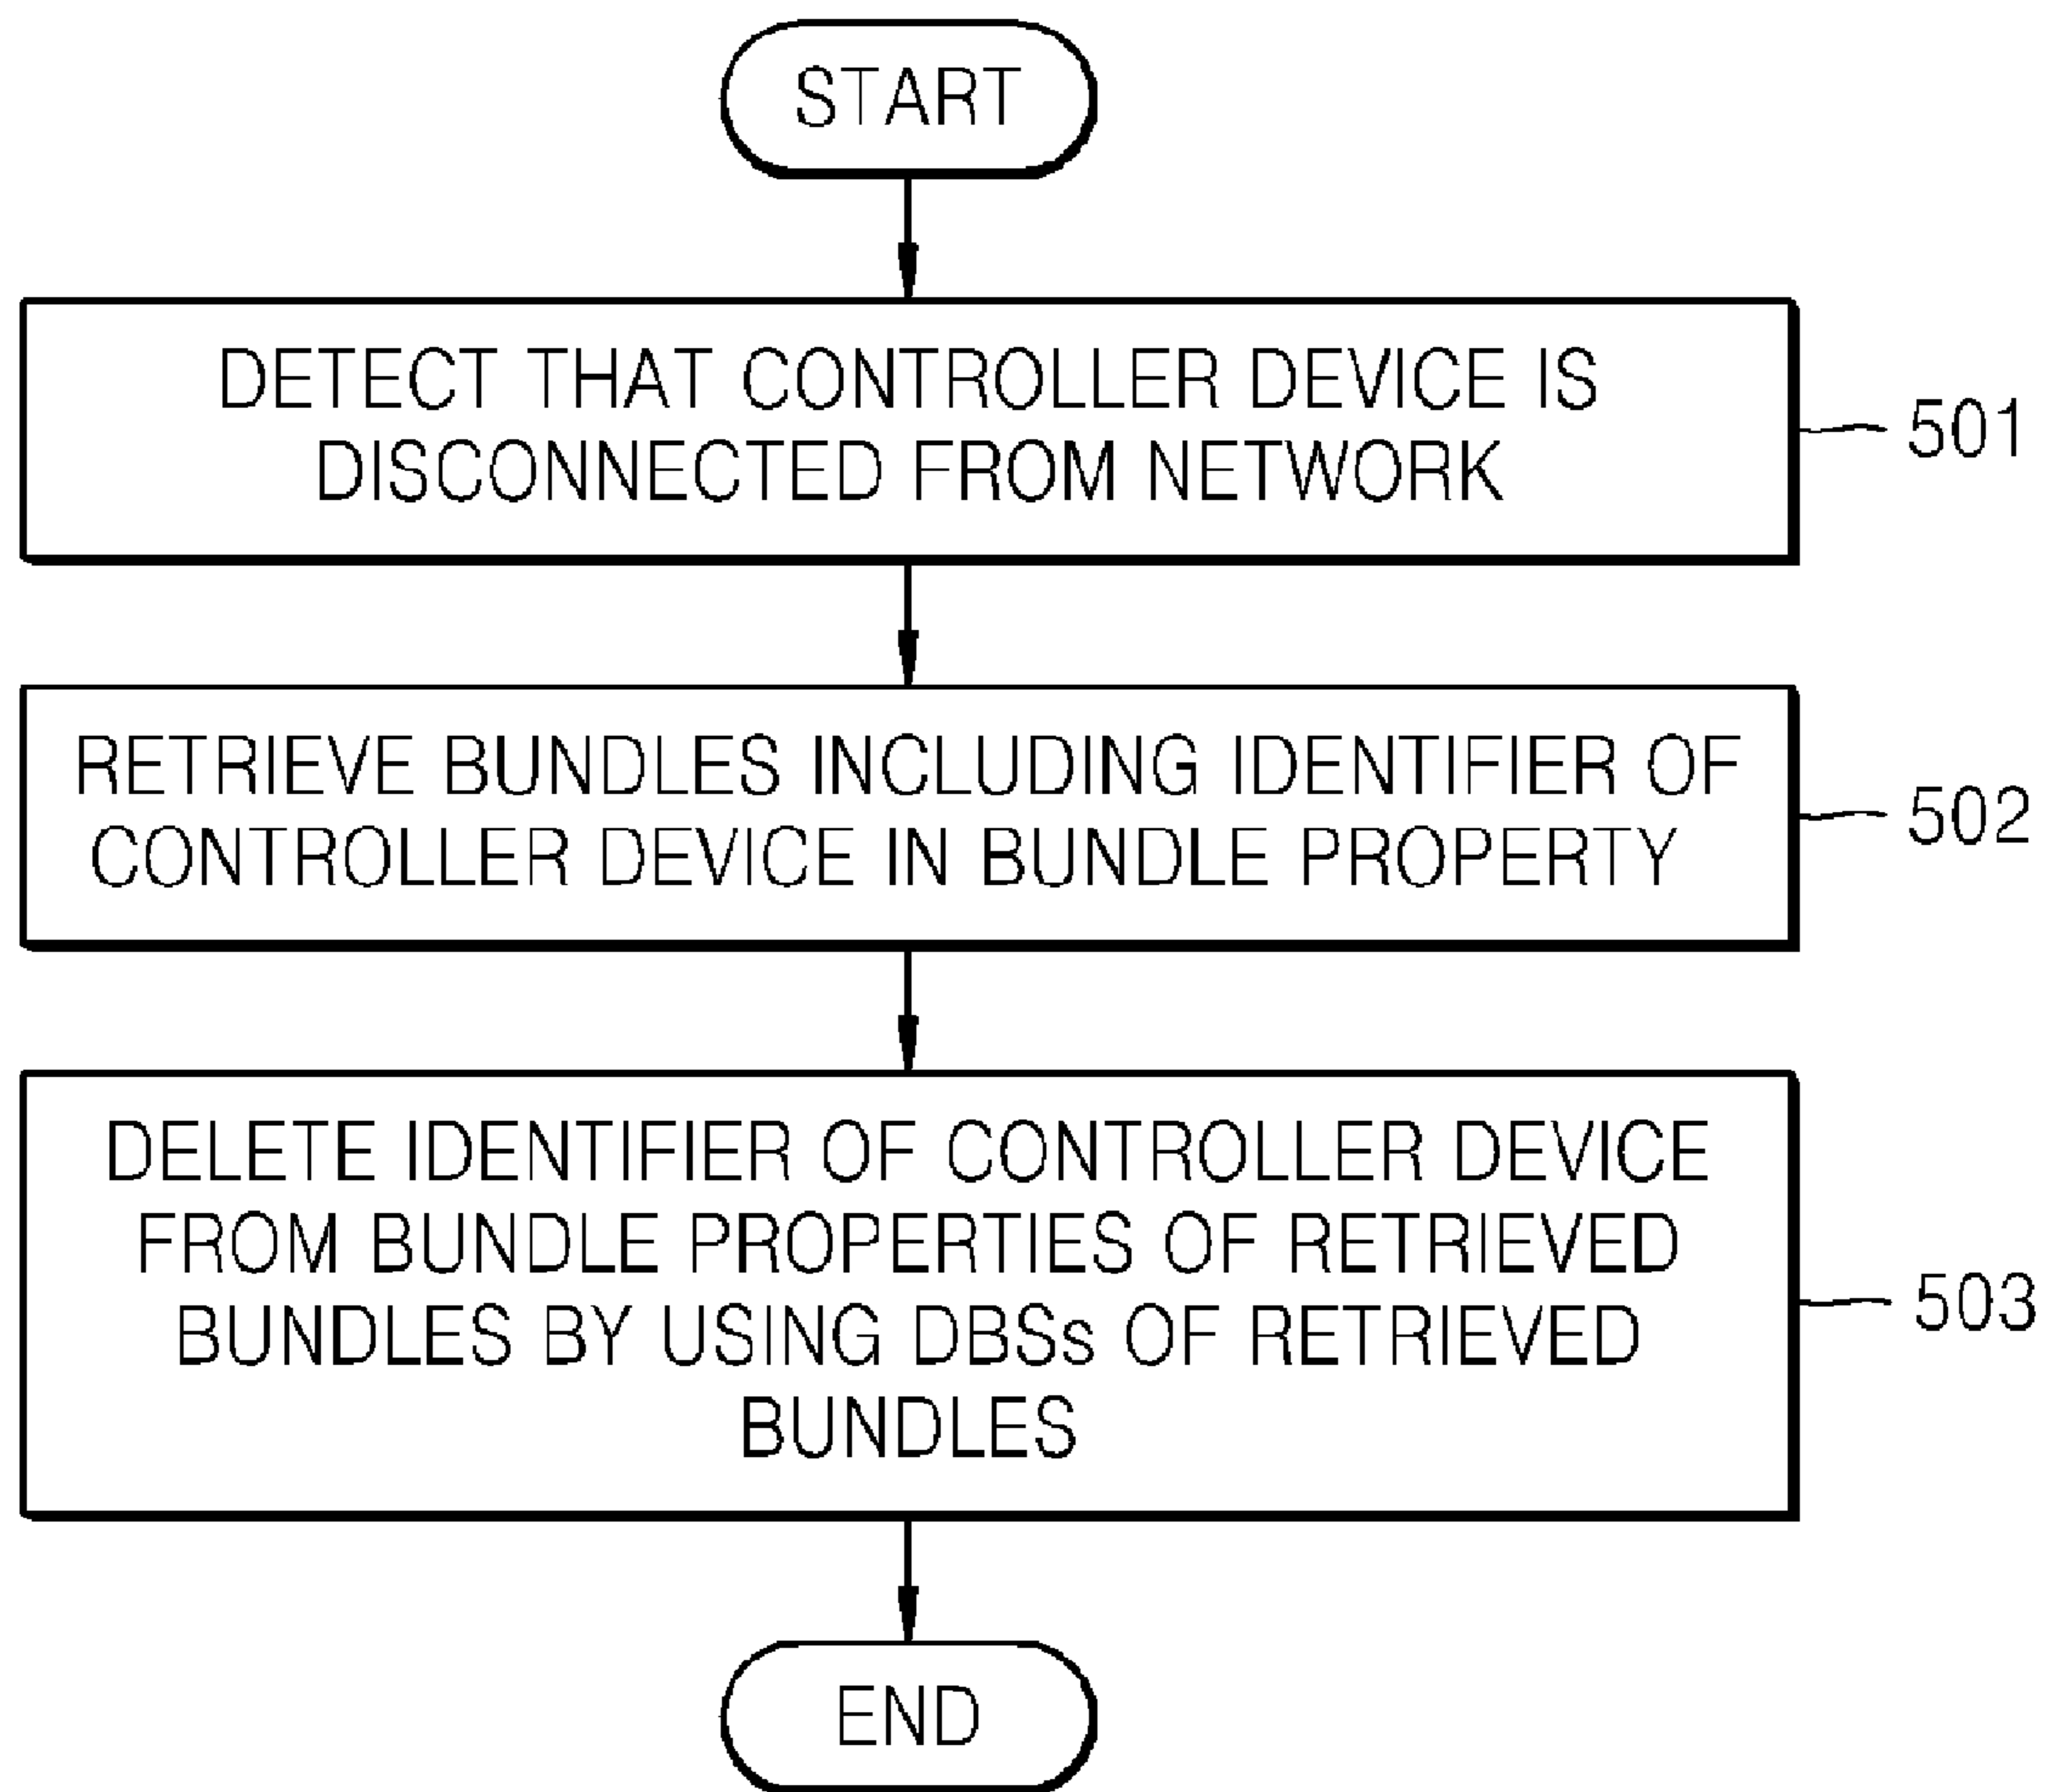 START
DETECT THAT CONTROLLER DEVICE IS
DISCONNECTED FROM NETWORK
501
RETRIEVE BUNDLES INCLUDING IDENTIFIER OF
CONTROLLER DEVICE IN BUNDLE PROPERTY
502
DELETE IDENTIFIER OF CONTROLLER DEVICE
FROM BUNDLE PROPERTIES OF RETRIEVED
BUNDLES BY USING DBSs OF RETRIEVED
BUNDLES
503
END